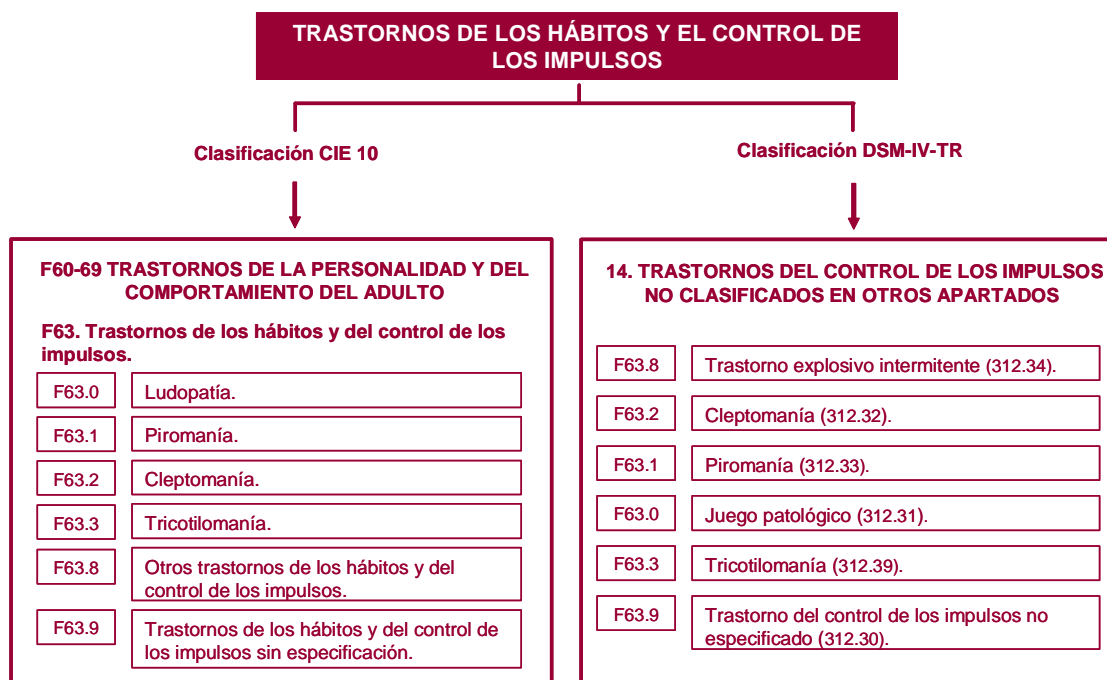 TRASTORNOS DE LOS HÁBITOS Y EL CONTROL DE
LOS IMPULSOS
Clasificación CIE 10
Clasificación DSM-IV-TR
F60-69 TRASTORNOS DE LA PERSONALIDAD Y DEL
COMPORTAMIENTO DEL ADULTO
F63. Trastornos de los hábitos y del control de los
impulsos.
F63.0 Ludopatía.
F63.1 Piromanía.
F63.2 Cleptomanía.
F63.3 Tricotilomanía.
F63.8 Otros trastornos de los hábitos y del
control de los impulsos.
F63.9 Trastornos de los hábitos y del control de
los impulsos sin especificación.
14. TRASTORNOS DEL CONTROL DE LOS IMPULSOS
NO CLASIFICADOS EN OTROS APARTADOS
F63.8 Trastorno explosivo intermitente (312.34).
F63.2 Cleptomanía (312.32).
F63.1 Piromanía (312.33).
F63.0 Juego patológico (312.31).
F63.3 Tricotilomanía (312.39).
F63.9 Trastorno del control de los impulsos no
especificado (312.30).